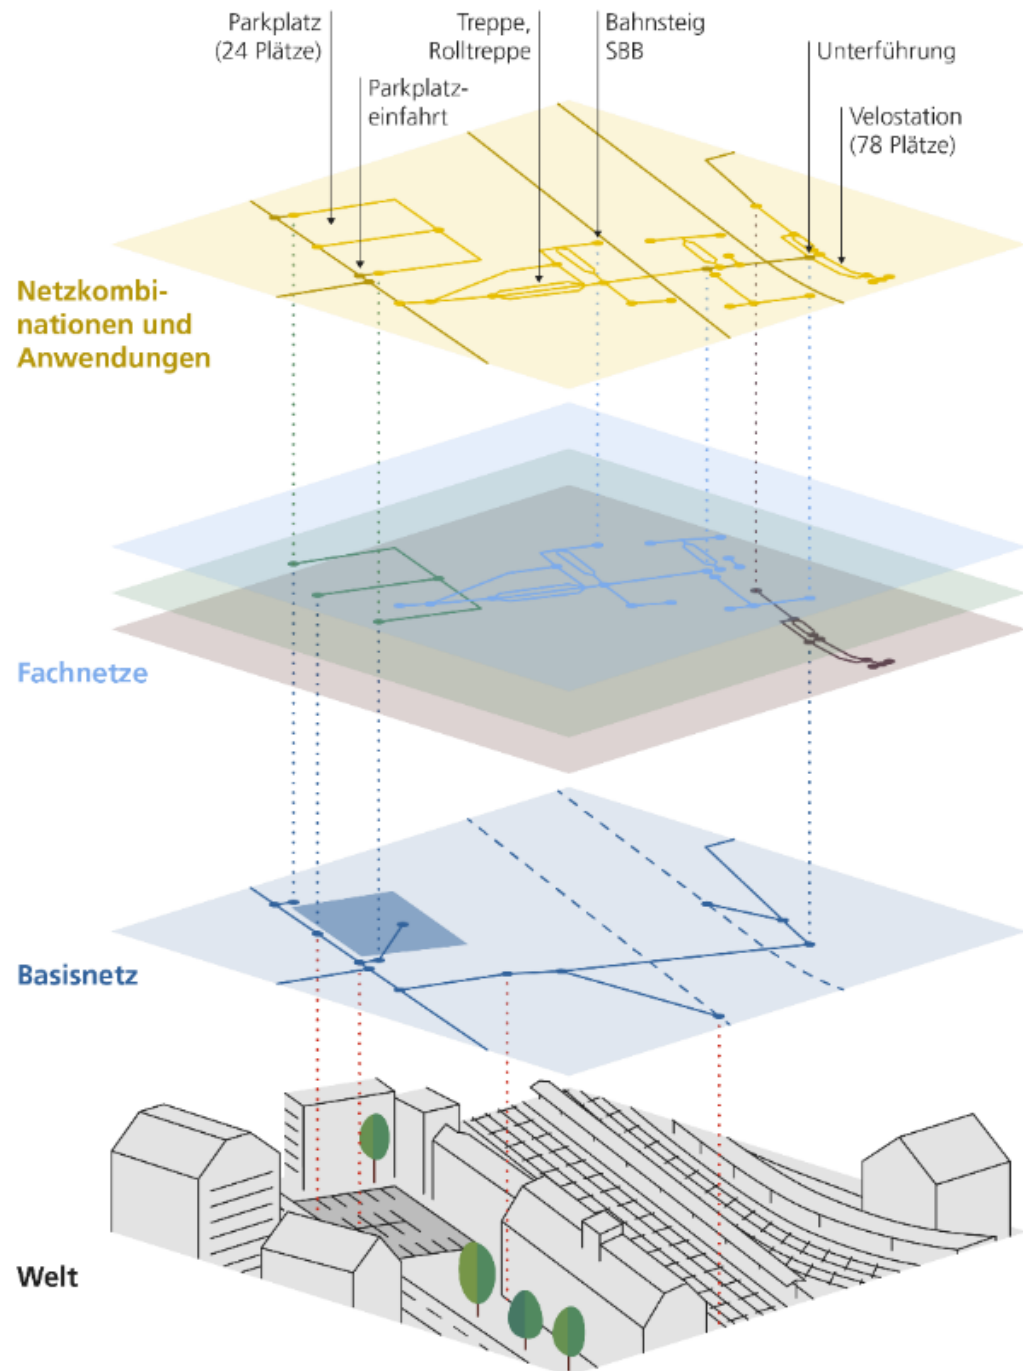 Parkplatz
(24 Plätze)
Treppe,
Rolltreppe
Bahnsteig
SBB
Unterführung
Parkplatz-
einfahrt
Velostation
(78 Plätze)
Netzkombi-
nationen und
Anwendungen
Fachnetze
Basisnetz
Welt